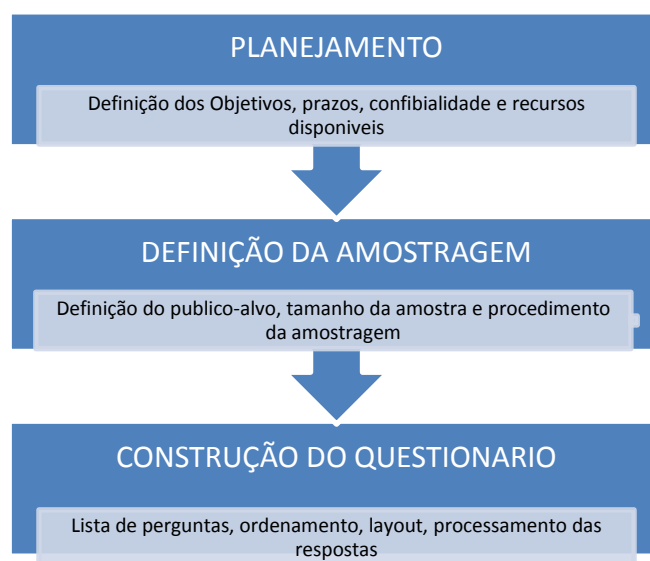 PLANEJAMENTO
Definição dos Objetivos, prazos, confibialidade e recursos
disponiveis
DEFINIÇÃO DA AMOSTRAGEM
Definição do publico-alvo, tamanho da amostra e procedimento
da amostragem
CONSTRUÇÃO DO QUESTIONARIO
Lista de perguntas, ordenamento, layout, processamento das
respostas